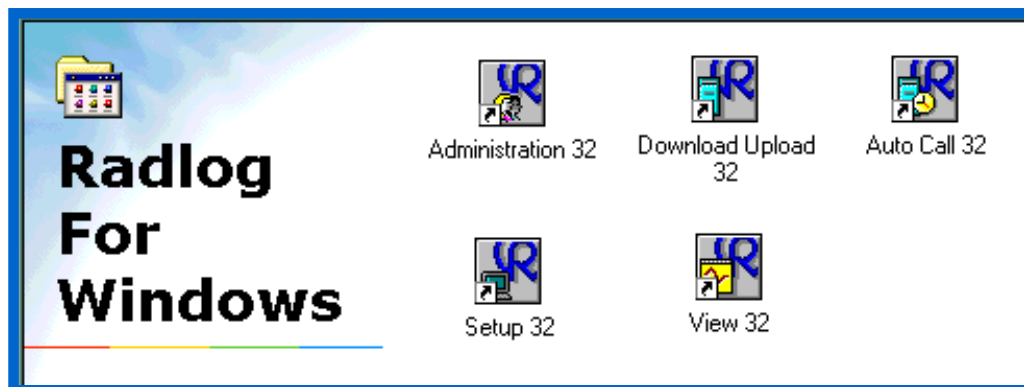 Radlog
For
Windows
Administration 32
Download Upload
32
Auto Call 32
Setup 32
View 32